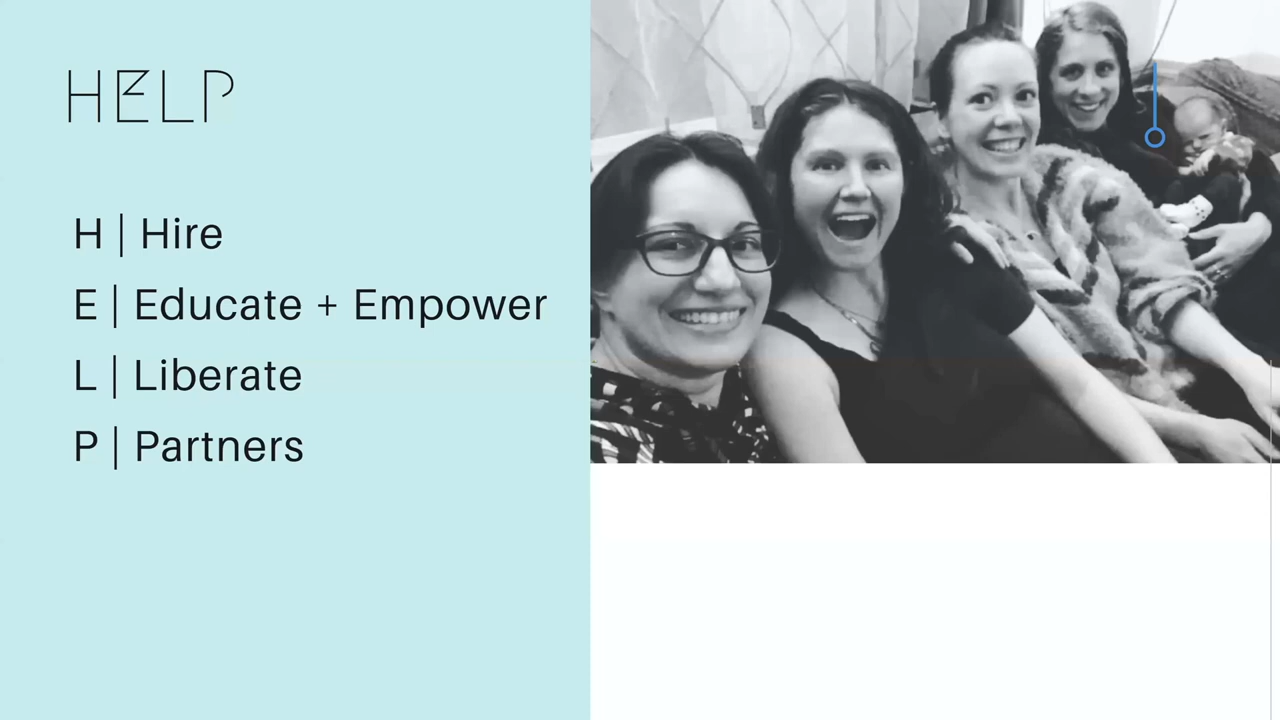 HELP
H | Hire
E | Educate + Empower
L | Liberate
P | Partners